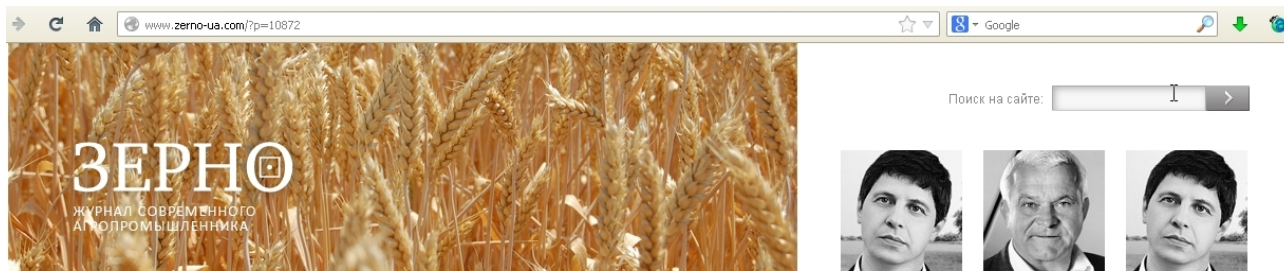 www.zerno-ua.com/?p=10872
Google
Поиск на сайте:
ЗЕРНО
ЖУРНАЛ СОВРЕМЕННОГО
АГРОПРОМЫШЛЕННИКА